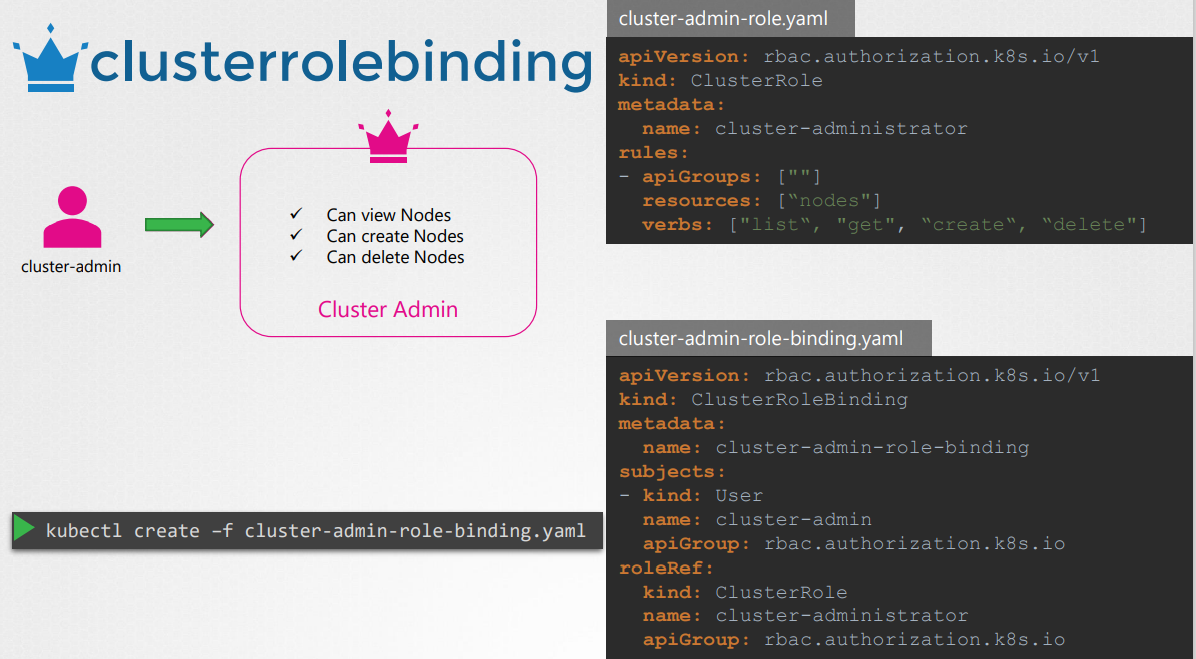 clusterrolebinding
cluster-admin
✓ Can view Nodes
✓ Can create Nodes
✓ Can delete Nodes
Cluster Admin
kubectl create –f cluster-admin-role-binding.yaml
cluster-admin-role.yaml
apiVersion: rbac.authorization.k8s.io/v1
kind: ClusterRole
metadata:
  name: cluster-administrator
rules:
- apiGroups: [""]
  resources: [“nodes"]
  verbs: ["list“, "get", “create“, “delete"]
cluster-admin-role-binding.yaml
apiVersion: rbac.authorization.k8s.io/v1
kind: ClusterRoleBinding
metadata:
  name: cluster-admin-role-binding
subjects:
- kind: User
  name: cluster-admin
  apiGroup: rbac.authorization.k8s.io
roleRef:
  kind: ClusterRole
  name: cluster-administrator
  apiGroup: rbac.authorization.k8s.io